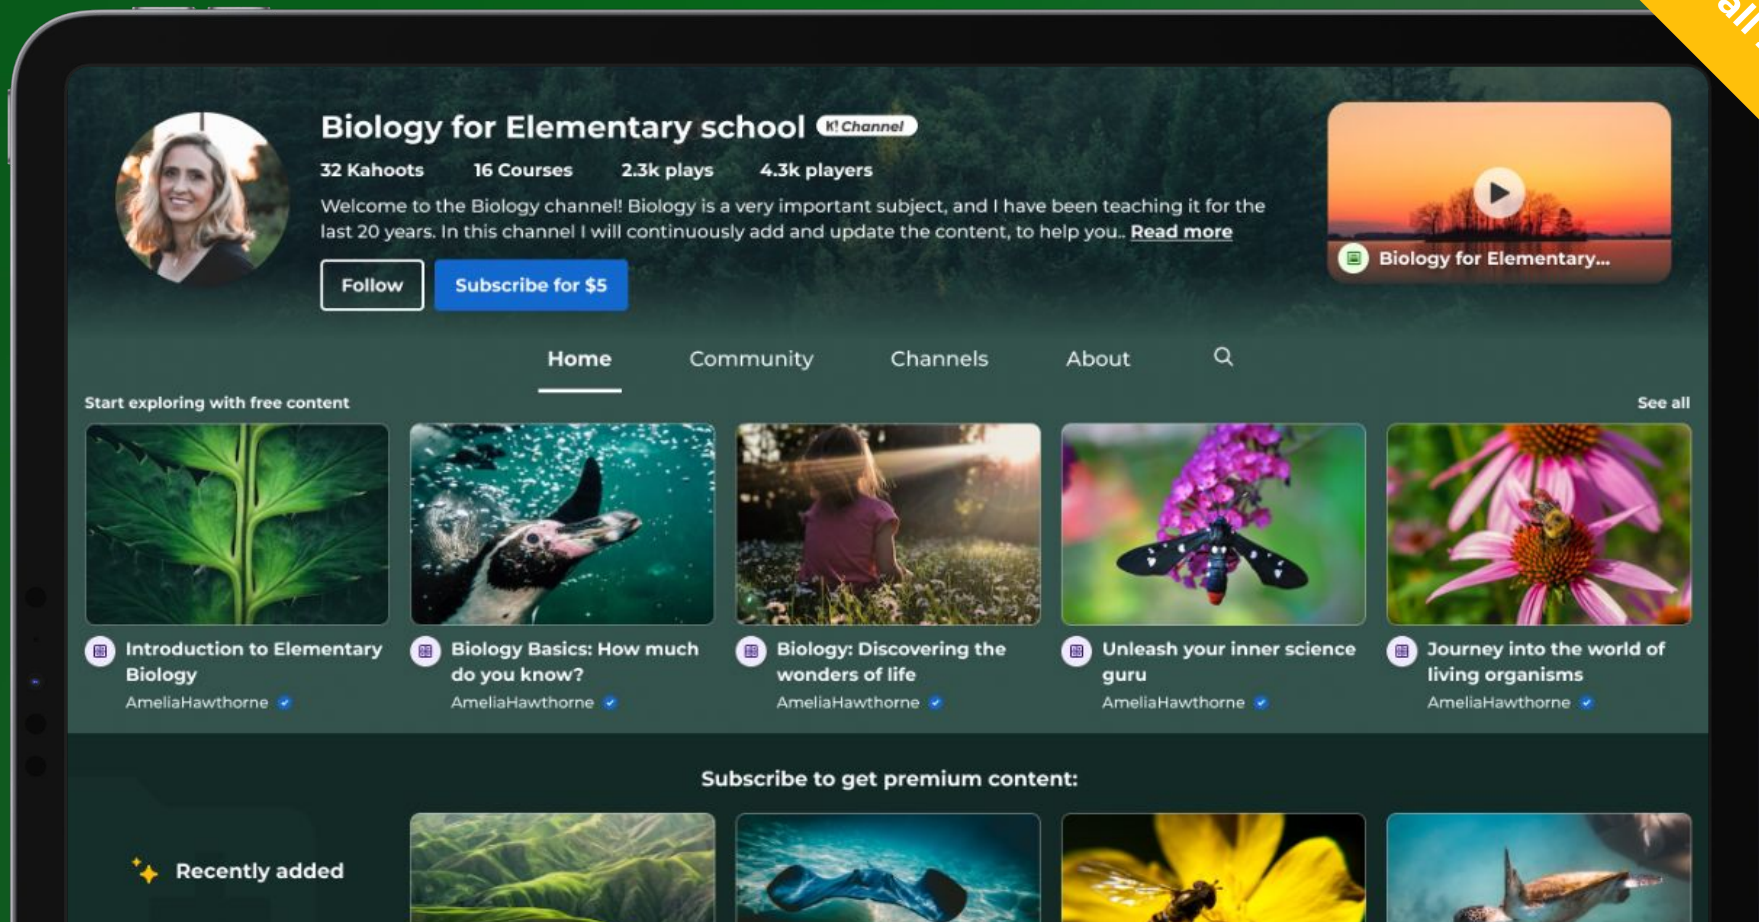 Biology for Elementary school K! Channel
32 Kahoots 16 Courses 2.3k plays 4.3k players
Welcome to the Biology channel! Biology is a very important subject, and I have been teaching it for the
last 20 years. In this channel I will continuously add and update the content, to help you.. Read more
Follow Subscribe for $5
Biology for Elementary...
Home Community Channels About
Start exploring with free content See all
Introduction to Elementary
Biology
AmeliaHawthorne
Biology Basics: How much
do you know?
AmeliaHawthorne
Biology: Discovering the
wonders of life
AmeliaHawthorne
Unleash your inner science
guru
AmeliaHawthorne
Journey into the world of
living organisms
AmeliaHawthorne
Subscribe to get premium content:
Recently added